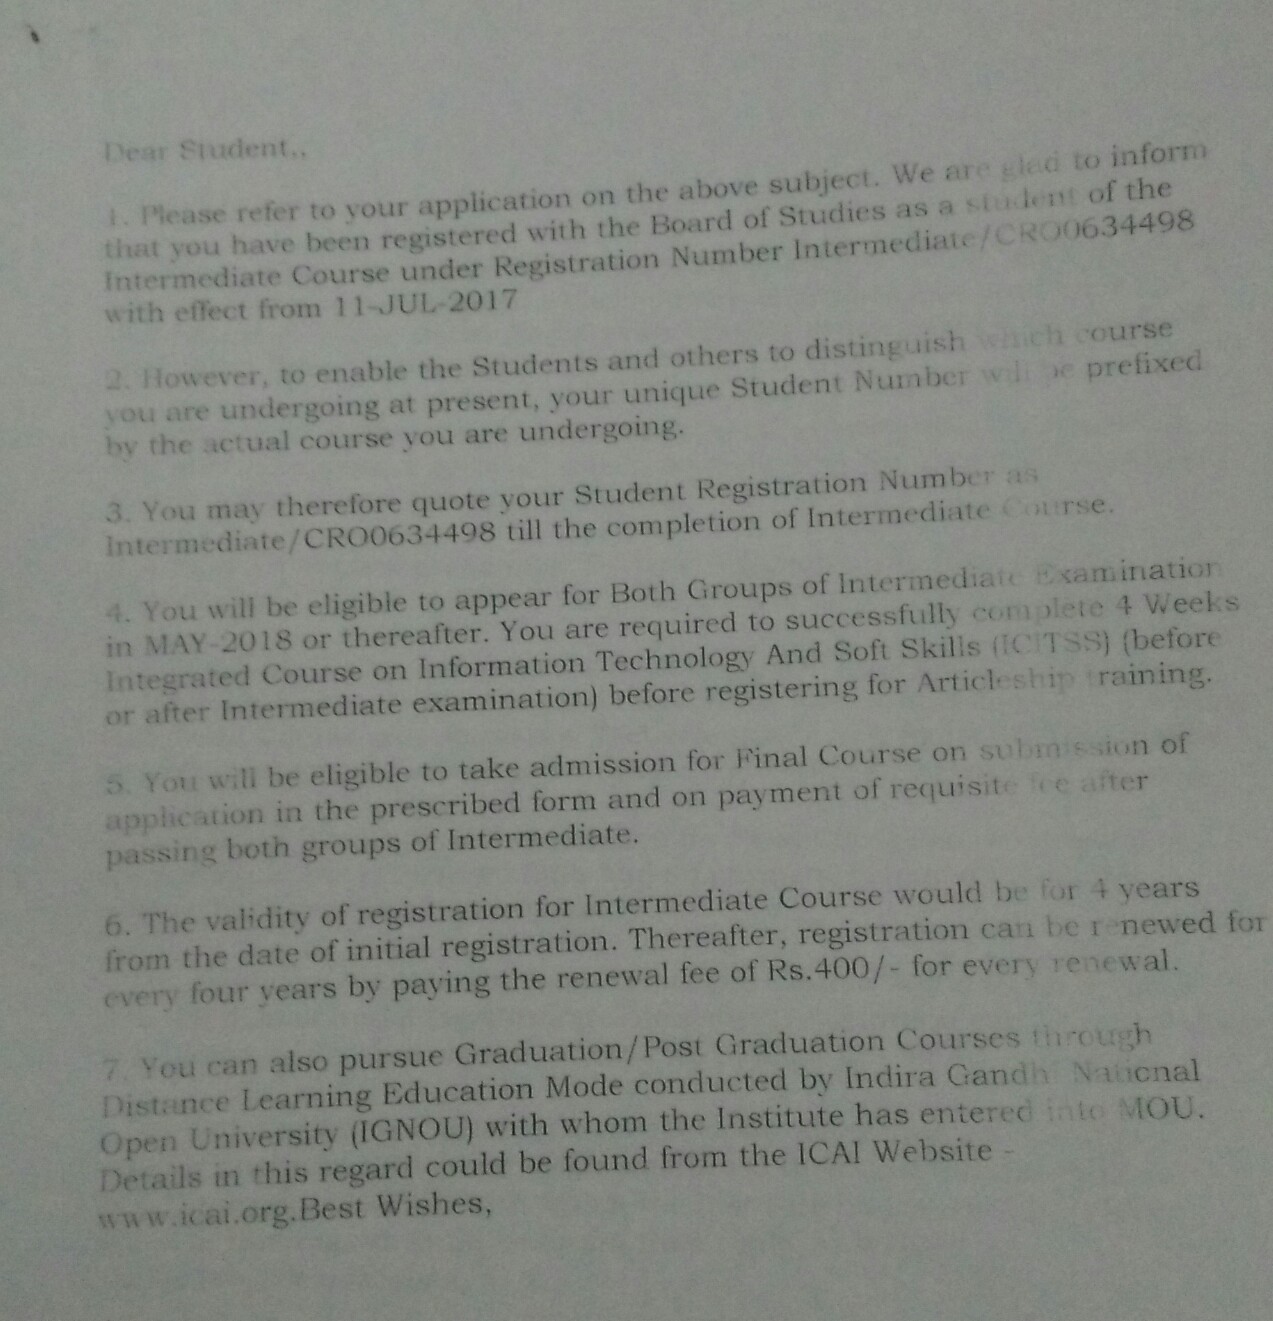 Dear Student,,
1. Please refer to your application on the above subject. We are glad to inform
that you have been registered with the Board of Studies as a student of the
Intermediate Course under Registration Number Intermediate/CRO0634498
with effect from 11-JUL-2017
2. However, to enable the Students and others to distinguish which course
you are undergoing at present, your unique Student Number will be prefixed
by the actual course you are undergoing.
3. You may therefore quote your Student Registration Number as
Intermediate/CRO0634498 till the completion of Intermediate Course.
4. You will be eligible to appear for Both Groups of Intermediate Examination
in MAY-2018 or thereafter. You are required to successfully complete 4 Weeks
Integrated Course on Information Technology And Soft Skills (ICITSS) (before
or after Intermediate examination) before registering for Articleship training.
5. You will be eligible to take admission for Final Course on submission of
application in the prescribed form and on payment of requisite fee after
passing both groups of Intermediate.
6. The validity of registration for Intermediate Course would be for 4 years
from the date of initial registration. Thereafter, registration can be renewed for
every four years by paying the renewal fee of Rs.400/- for every renewal.
7. You can also pursue Graduation/Post Graduation Courses through
Distance Learning Education Mode conducted by Indira Gandhi National
Open University (IGNOU) with whom the Institute has entered into MOU.
Details in this regard could be found from the ICAI Website -
www.icai.org.Best Wishes,